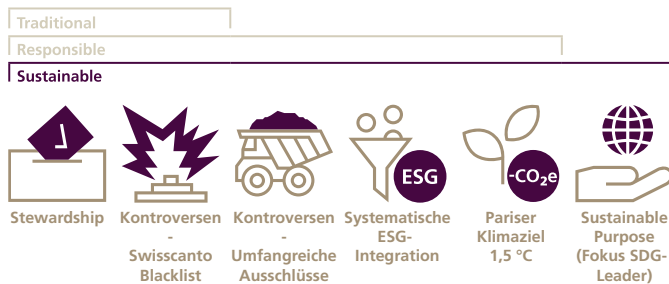 Traditional
Responsible
Sustainable
ESG
-CO₂e
Stewardship
Kontroversen
-
Swisscanto
Blacklist
Kontroversen
-
Umfangreiche
Ausschlüsse
Systematische
ESG-
Integration
Pariser
Klimaziel
1,5 °C
Sustainable
Purpose
(Fokus SDG-
Leader)